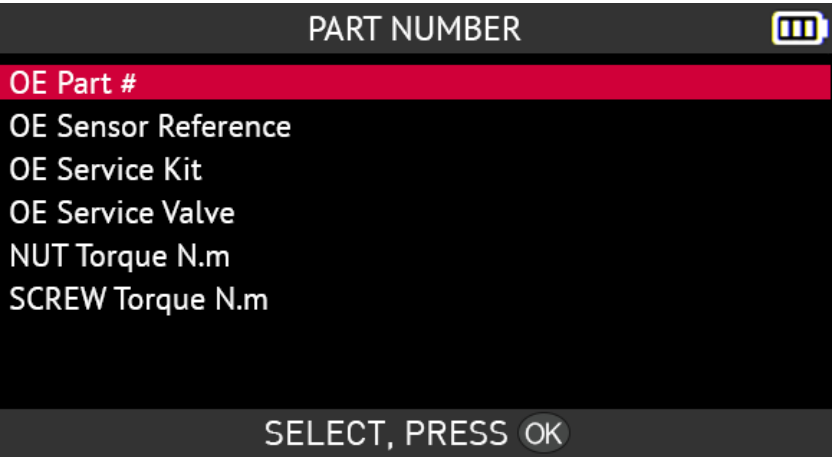 PART NUMBER
OE Part #
OE Sensor Reference
OE Service Kit
OE Service Valve
NUT Torque N.m
SCREW Torque N.m
SELECT, PRESS OK